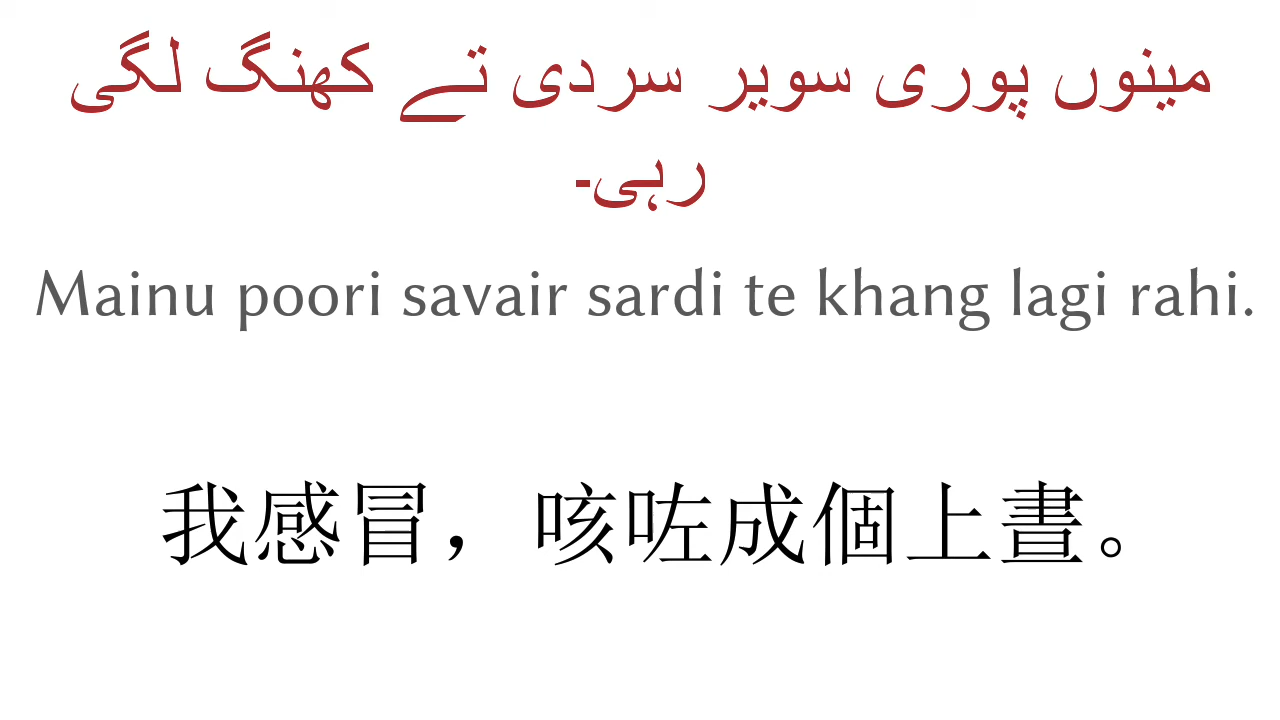 مینوں پوری سویر سردی تے کھنگ لگی
رہی۔
Mainu poori savair sardi te khang lagi rahi.
我感冒，咳咗成個上晝。